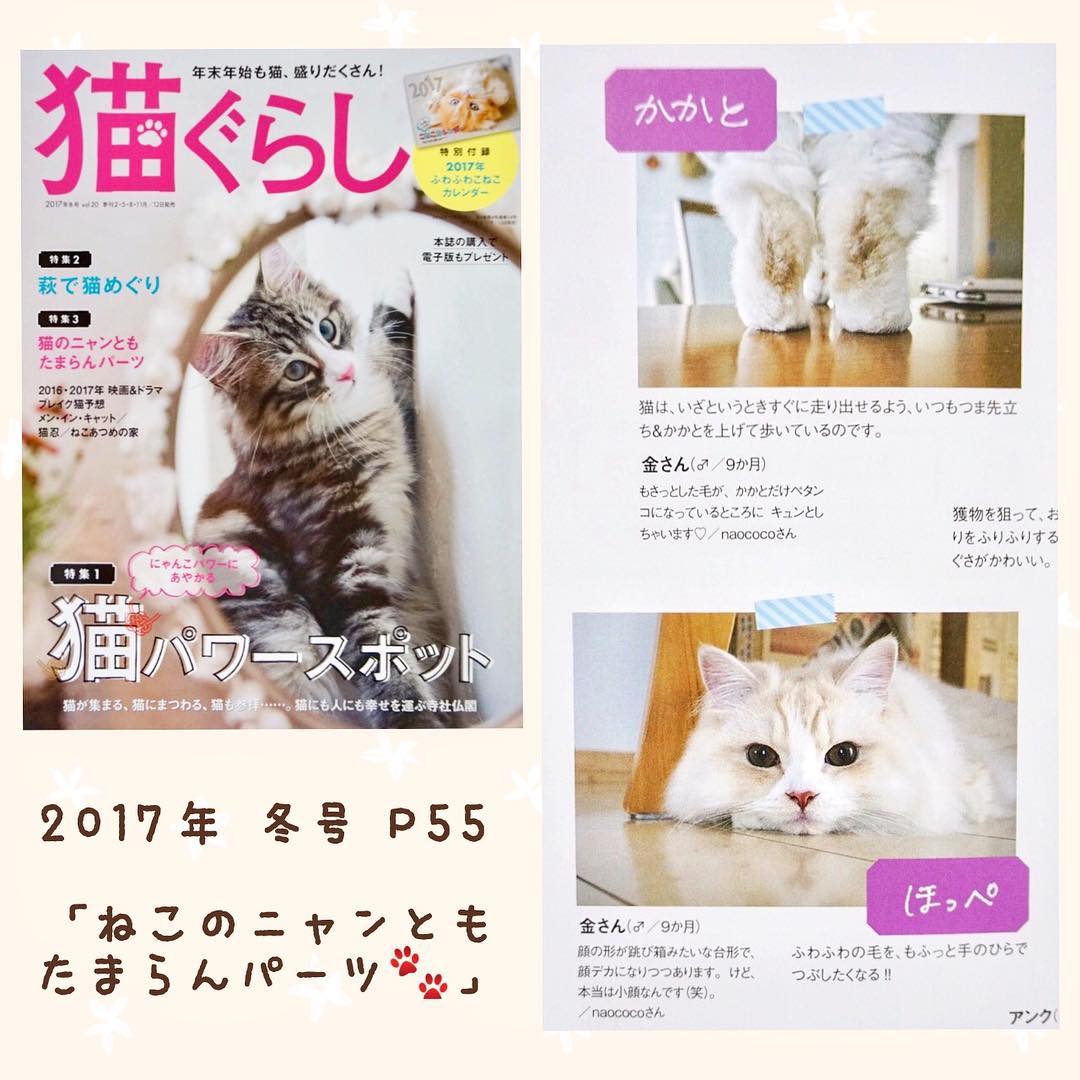 年末年始も猫、盛りだくさん！
猫ぐらし
2017年冬号 vol.20 季刊2・5・8・11月／12日発売
2017
特別付録
2017年
ふわふわこねこ
カレンダー
本誌の購入で
電子版もプレゼント
特集2
萩で猫めぐり
特集3
猫のニャンとも
たまらんパーツ
2016・2017年 映画&ドラマ
ブレイク猫予想
メン・イン・キャット／
猫忍／ねこあつめの家
特集1
にゃんこパワーに
あやかる
猫パワースポット
猫が集まる、猫にまつわる、猫も参拝……。猫にも人にも幸せを運ぶ寺社仏閣
2017年 冬号 P55
「ねこのニャンとも
たまらんパーツ🐾」
かかと
猫は、いざというときすぐに走り出せるよう、いつもつま先立
ち&かかとを上げて歩いているのです。
金さん(♂／9か月)
もさっとした毛が、かかとだけペタン
コになっているところに キュンとし
ちゃいます♡／naococoさん
獲物を狙って、お
りをふりふりする
ぐさがかわいい。
ほっぺ
金さん(♂／9か月)
顔の形が跳び箱みたいな台形で、
顔デカになりつつあります。けど、
本当は小顔なんです(笑)。
／naococoさん
ふわふわの毛を、もふっと手のひらで
つぶしたくなる!!
アンク(